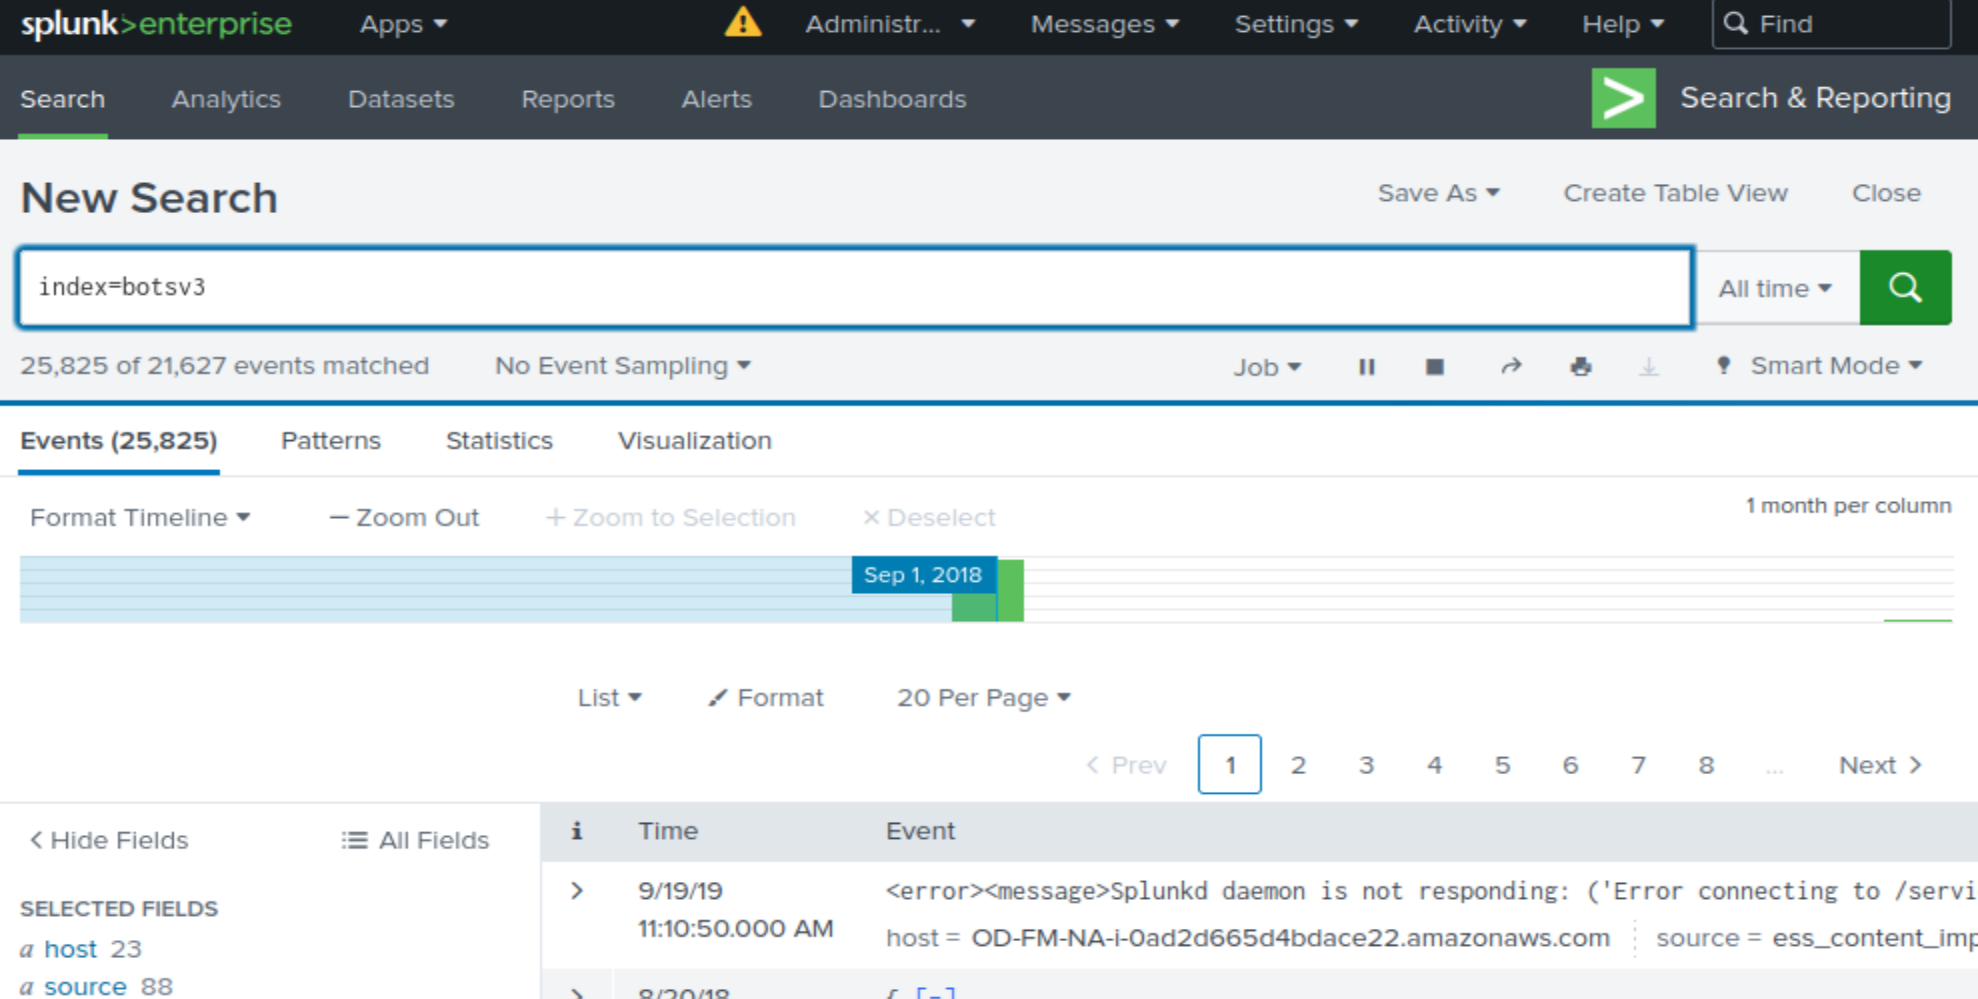 splunk>enterprise Apps Administr... Messages Settings Activity Help Find
Search Analytics Datasets Reports Alerts Dashboards Search & Reporting
New Search Save As Create Table View Close
index=botsv3 All time
25,825 of 21,627 events matched No Event Sampling Job Smart Mode
Events (25,825) Patterns Statistics Visualization
1 month per column
Format Timeline — Zoom Out + Zoom to Selection × Deselect
Sep 1, 2018
List Format 20 Per Page
< Prev 1 2 3 4 5 6 7 8 ... Next >
< Hide Fields All Fields i Time Event
SELECTED FIELDS
a host 23
a source 88
> 9/19/19 <error><message>Splunkd daemon is not responding: ('Error connecting to /servi
11:10:50.000 AM host = OD-FM-NA-i-0ad2d665d4bdace22.amazonaws.com source = ess_content_imp
> 8/20/18 { [-]